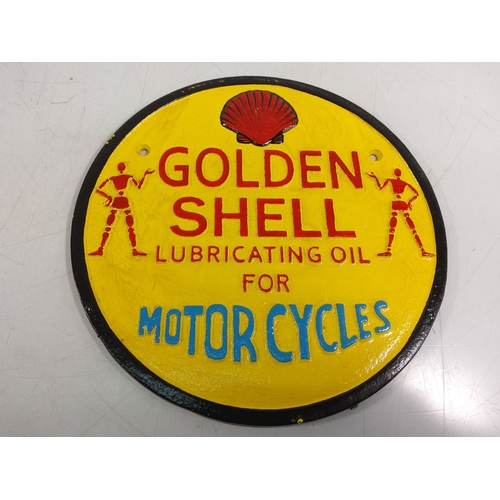 GOLDEN
SHELL
LUBRICATING OIL
FOR
MOTOR CYCLES